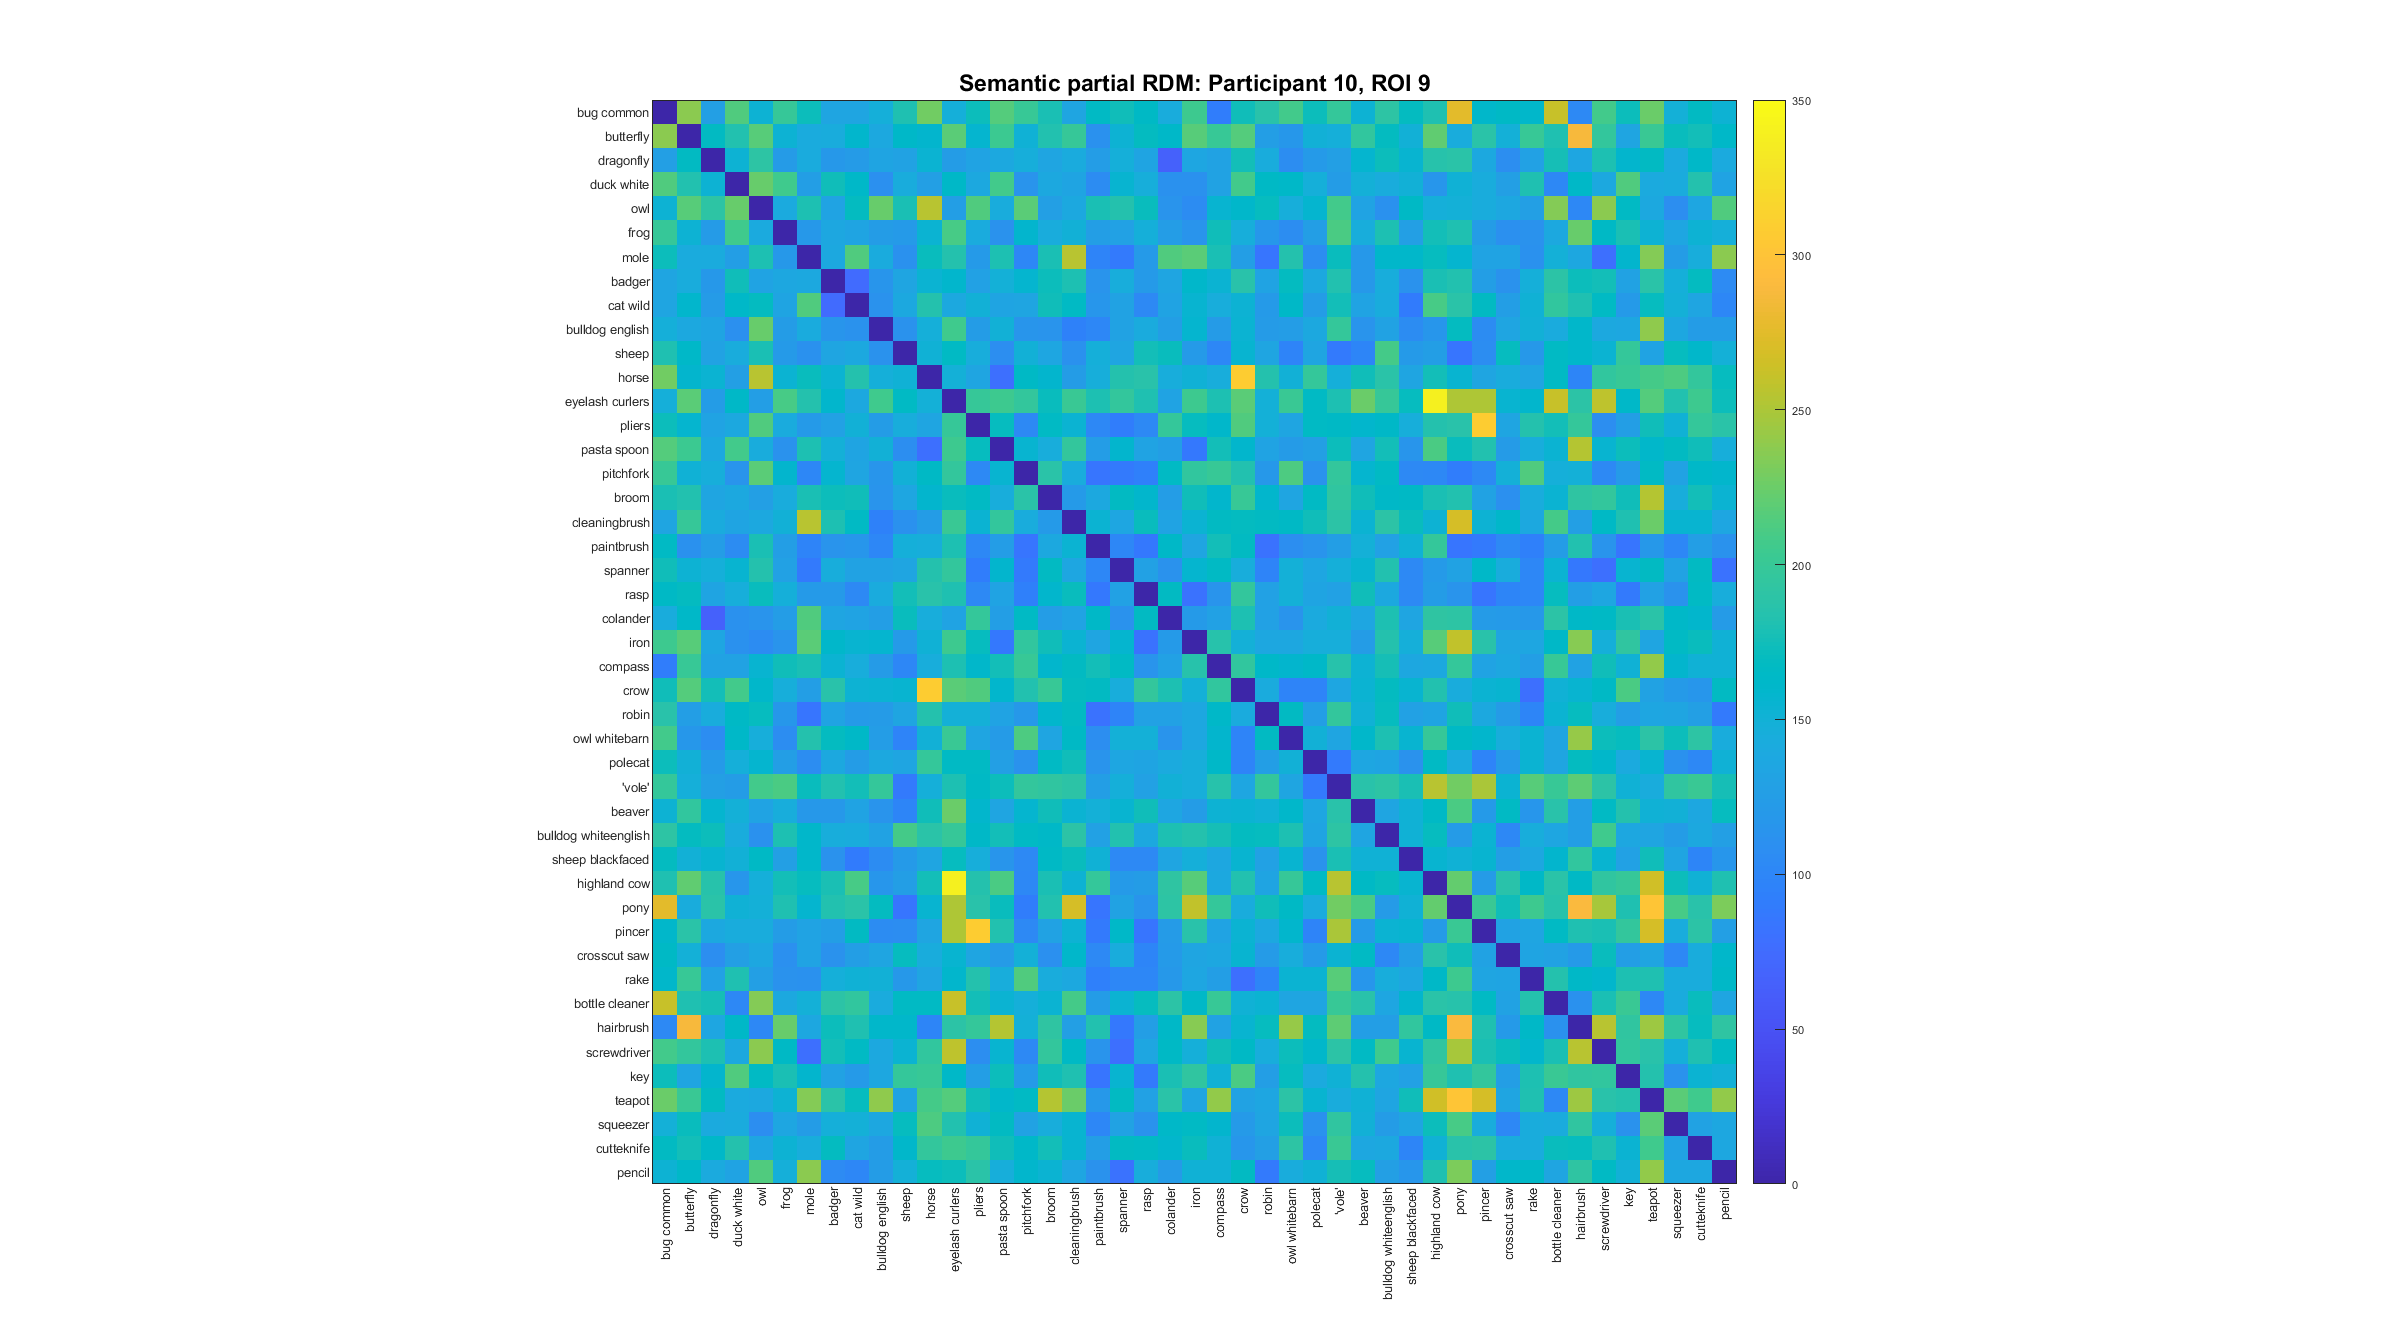 Semantic partial RDM: Participant 10, ROI 9
bug common
butterfly
dragonfly
duck white
owl
frog
mole
badger
cat wild
bulldog english
sheep
horse
eyelash curlers
pliers
pasta spoon
pitchfork
broom
cleaningbrush
paintbrush
spanner
rasp
colander
iron
compass
crow
robin
owl whitebarn
polecat
'vole'
beaver
bulldog whiteenglish
sheep blackfaced
highland cow
pony
pincer
crosscut saw
rake
bottle cleaner
hairbrush
screwdriver
key
teapot
squeezer
cutteknife
pencil
bug common
butterfly
dragonfly
duck white
owl
frog
mole
badger
cat wild
bulldog english
sheep
horse
eyelash curlers
pliers
pasta spoon
pitchfork
broom
cleaningbrush
paintbrush
spanner
rasp
colander
iron
compass
crow
robin
owl whitebarn
polecat
'vole'
beaver
bulldog whiteenglish
sheep blackfaced
highland cow
pony
pincer
crosscut saw
rake
bottle cleaner
hairbrush
screwdriver
key
teapot
squeezer
cutteknife
pencil
350
300
250
200
150
100
50
0